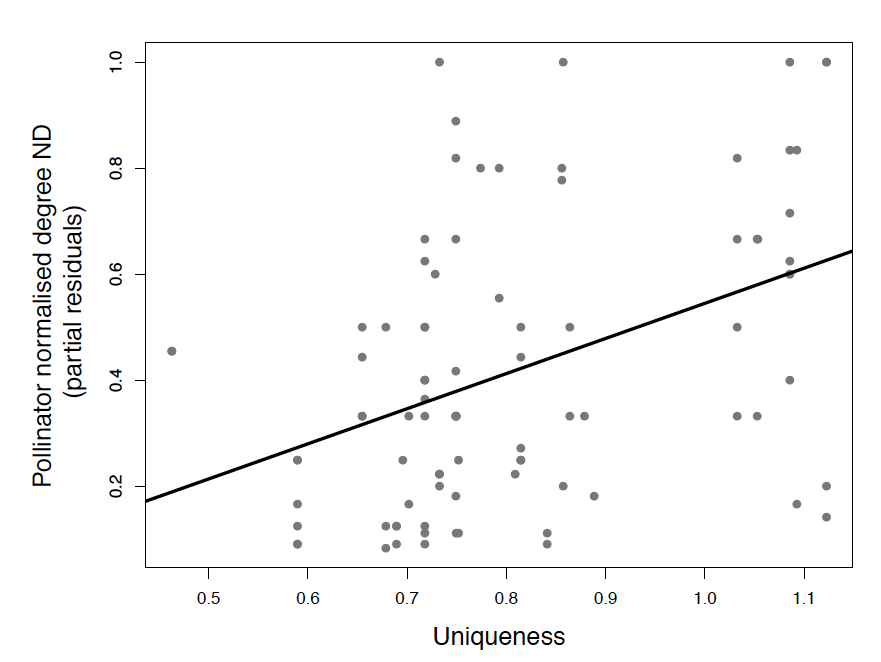 Pollinator normalised degree ND
(partial residuals)
1.0
0.8
0.6
0.4
0.2
0.5 0.6 0.7 0.8 0.9 1.0 1.1
Uniqueness